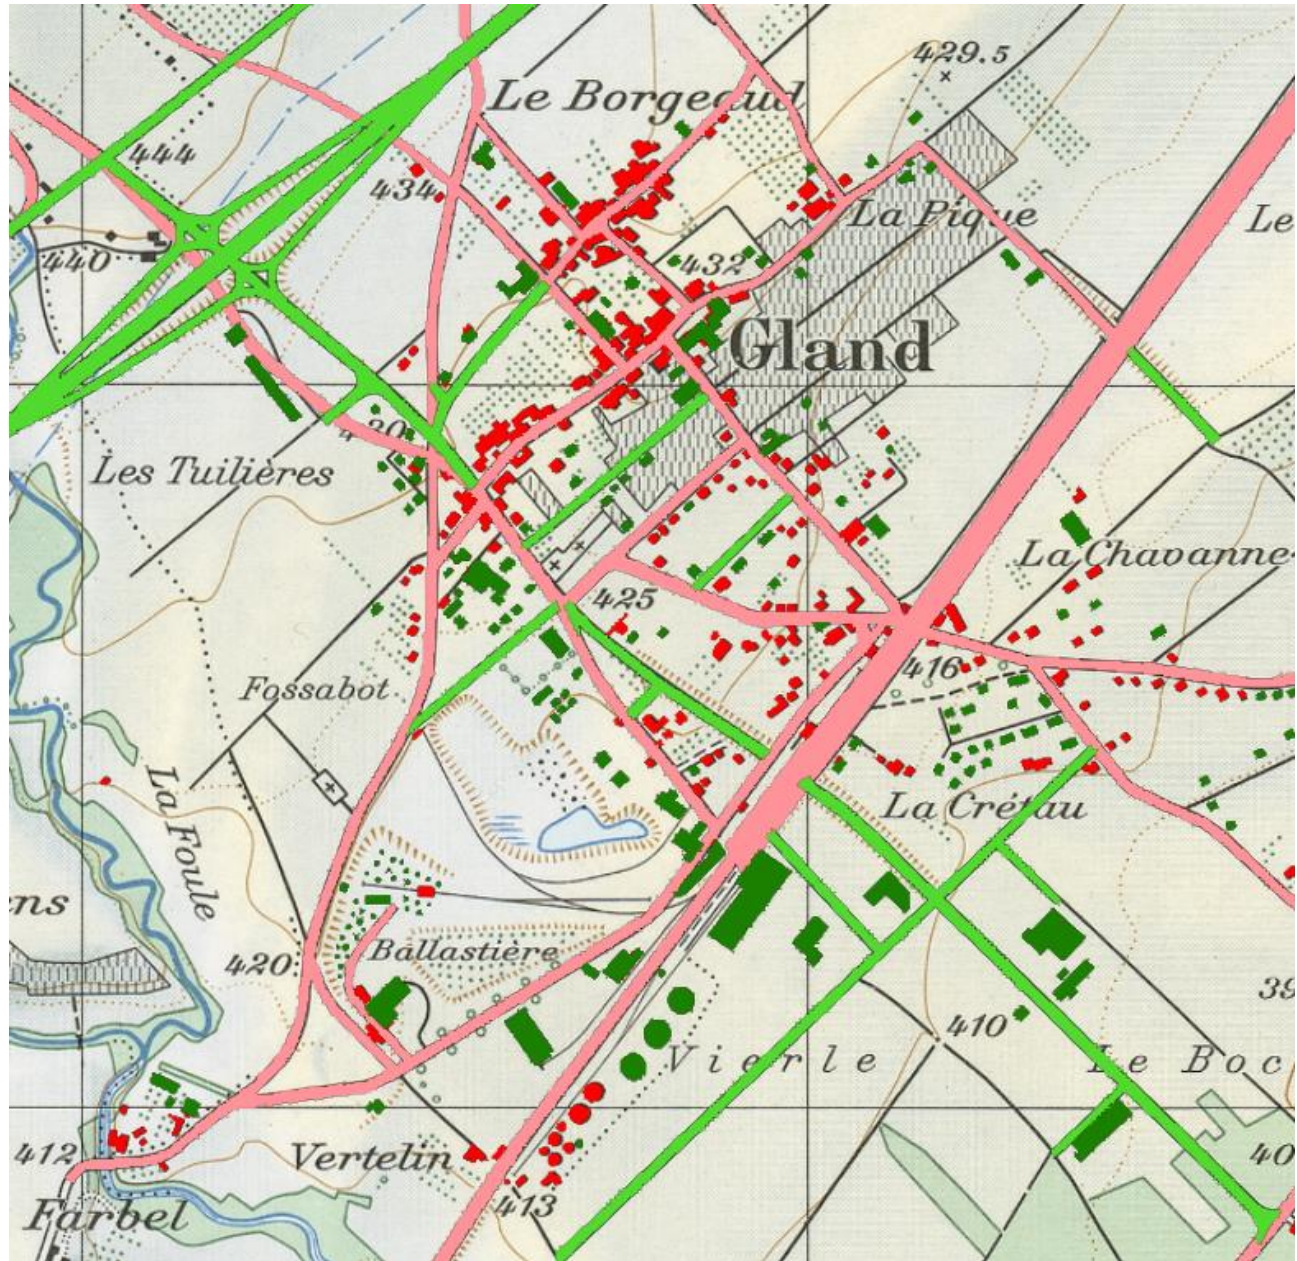 429.5
Le Borgeaud
444
434
La Pique
Le
440
432
Gland
420
Les Tuilières
La Chavanne
425
416
Fossabot
La Foule
La Crétau
ns
420
Ballastière
39
410
Vierle
Le Boc
412
Vertelin
40
413
Farbel